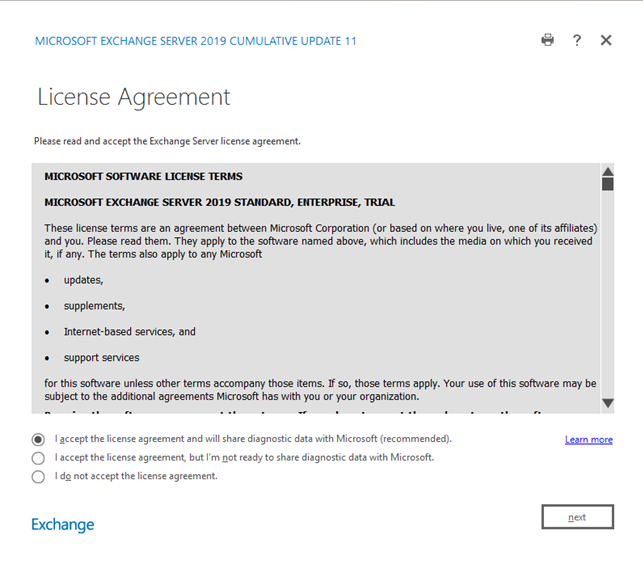 MICROSOFT EXCHANGE SERVER 2019 CUMULATIVE UPDATE 11
?
License Agreement
Please read and accept the Exchange Server license agreement.
MICROSOFT SOFTWARE LICENSE TERMS
MICROSOFT EXCHANGE SERVER 2019 STANDARD, ENTERPRISE, TRIAL
These license terms are an agreement between Microsoft Corporation (or based on where you live, one of its affiliates)
and you. Please read them. They apply to the software named above, which includes the media on which you received
it, if any. The terms also apply to any Microsoft
• updates,
• supplements,
• Internet-based services, and
• support services
for this software unless other terms accompany those items. If so, those terms apply. Your use of this software may be
subject to the additional agreements Microsoft has with you or your organization.
I accept the license agreement and will share diagnostic data with Microsoft (recommended).
Learn more
I accept the license agreement, but I'm not ready to share diagnostic data with Microsoft.
I do not accept the license agreement.
Exchange
next